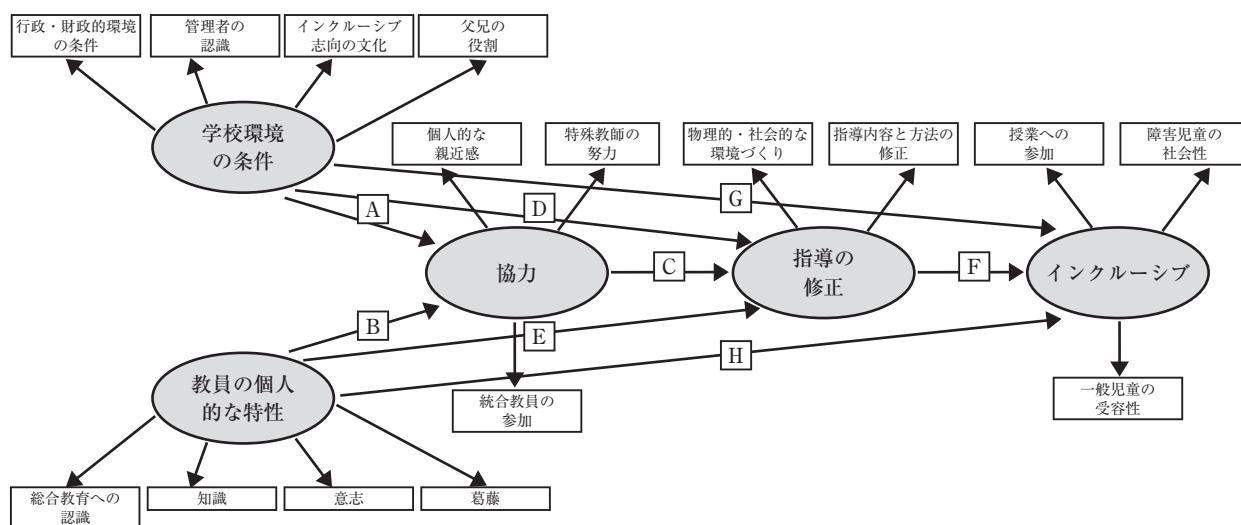 行政・財政的環境
の条件
管理者の
認識
インクルーシブ
志向の文化
父兄の
役割
学校環境
の条件
個人的な
親近感
特殊教師の
努力
物理的・社会的な
環境づくり
指導内容と方法の
修正
授業への
参加
障害児童の
社会性
A
D
G
協力
C
指導の
修正
F
インクルーシブ
B
E
H
教員の個人
的な特性
統合教員の
参加
一般児童の
受容性
総合教育への
認識
知識
意志
葛藤